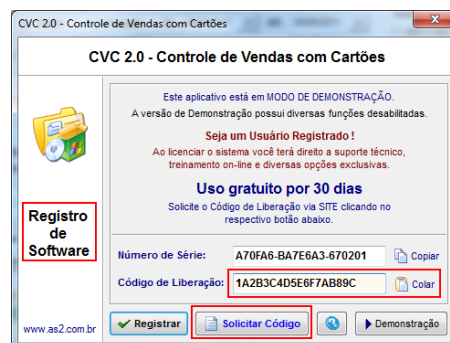 CVC 2.0 - Controle de Vendas com Cartões
CVC 2.0 - Controle de Vendas com Cartões
Este aplicativo está em MODO DE DEMONSTRAÇÃO.
A versão de Demonstração possui diversas funções desabilitadas.
Seja um Usuário Registrado !
Ao licenciar o sistema você terá direito a suporte técnico,
treinamento on-line e diversas opções exclusivas.
Uso gratuito por 30 dias
Solicite o Código de Liberação via SITE clicando no
respectivo botão abaixo.
Registro
de
Software
Número de Série: A70FA6-BA7E6A3-670201 Copiar
Código de Liberação: 1A2B3C4D5E6F7AB89C Colar
www.as2.com.br Registrar Solicitar Código Demonstração